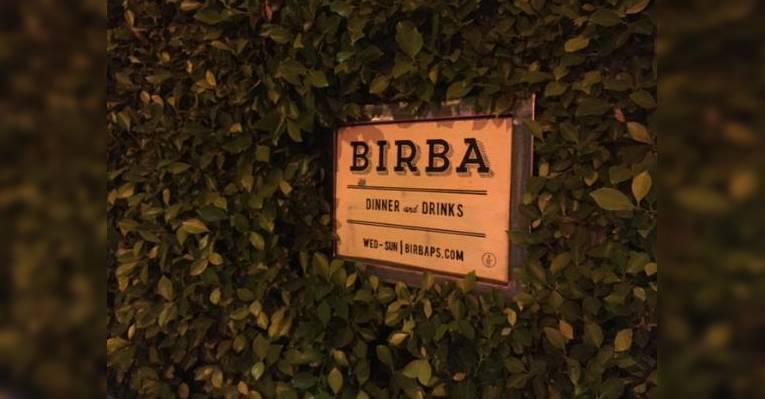 BIRBA
DINNER and DRINKS
WED-SUN | BIRBAPS.COM